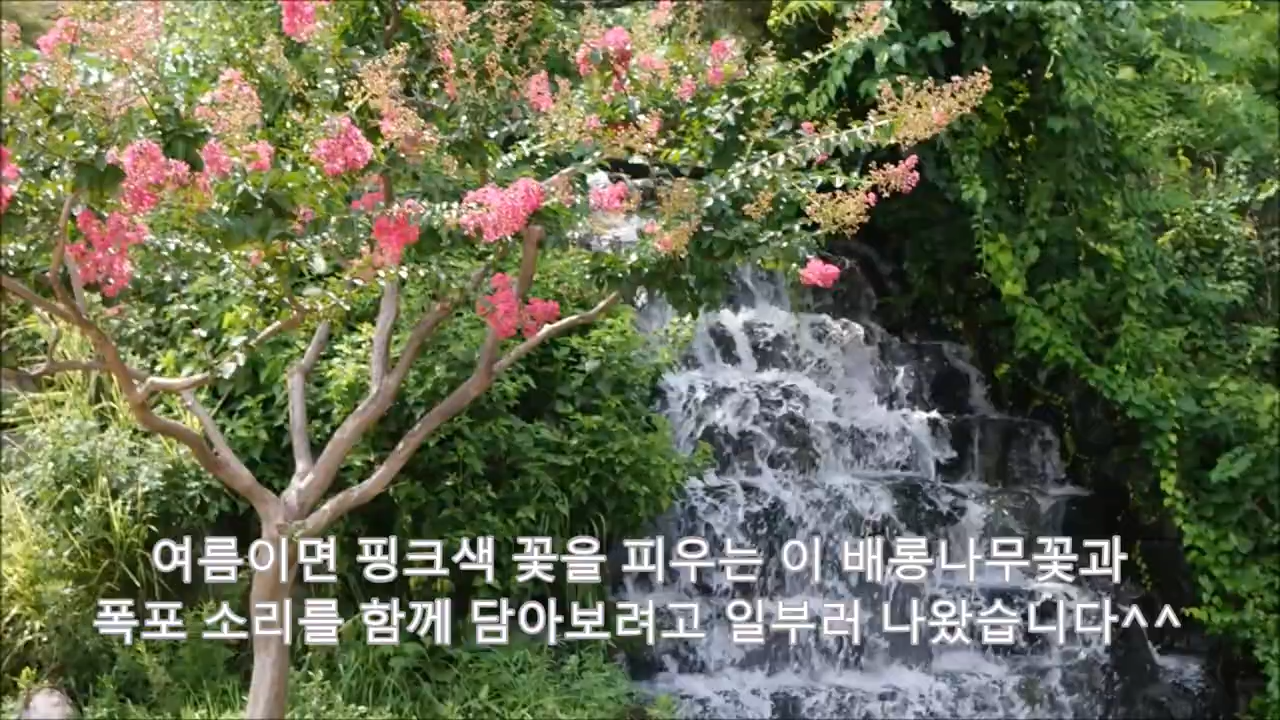 여름이면 핑크색 꽃을 피우는 이 배롱나무꽃과
폭포 소리를 함께 담아보려고 일부러 나왔습니다^^